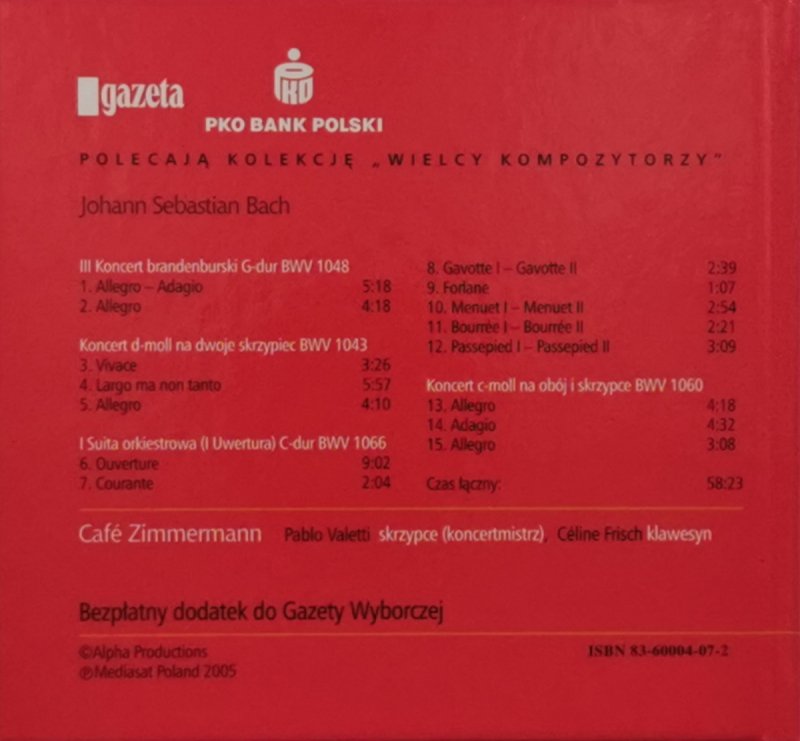 gazeta
PKO
PKO BANK POLSKI
POLECAJĄ KOLEKCJĘ „WIELCY KOMPOZYTORZY”
Johann Sebastian Bach
III Koncert brandenburski G-dur BWV 1048
1. Allegro – Adagio 5:18
2. Allegro 4:18
Koncert d-moll na dwoje skrzypiec BWV 1043
3. Vivace 3:26
4. Largo ma non tanto 5:57
5. Allegro 4:10
I Suita orkiestrowa (I Uwertura) C-dur BWV 1066
6. Ouverture 9:02
7. Courante 2:04
8. Gavotte I – Gavotte II 2:39
9. Forlane 1:07
10. Menuet I – Menuet II 2:54
11. Bourrée I – Bourrée II 2:21
12. Passepied I – Passepied II 3:09
Koncert c-moll na obój i skrzypce BWV 1060
13. Allegro 4:18
14. Adagio 4:32
15. Allegro 3:08
Czas łączny: 58:23
Café Zimmermann Pablo Valetti skrzypce (koncertmistrz), Céline Frisch klawesyn
Bezpłatny dodatek do Gazety Wyborczej
©Alpha Productions
℗Mediasat Poland 2005
ISBN 83-60004-07-2